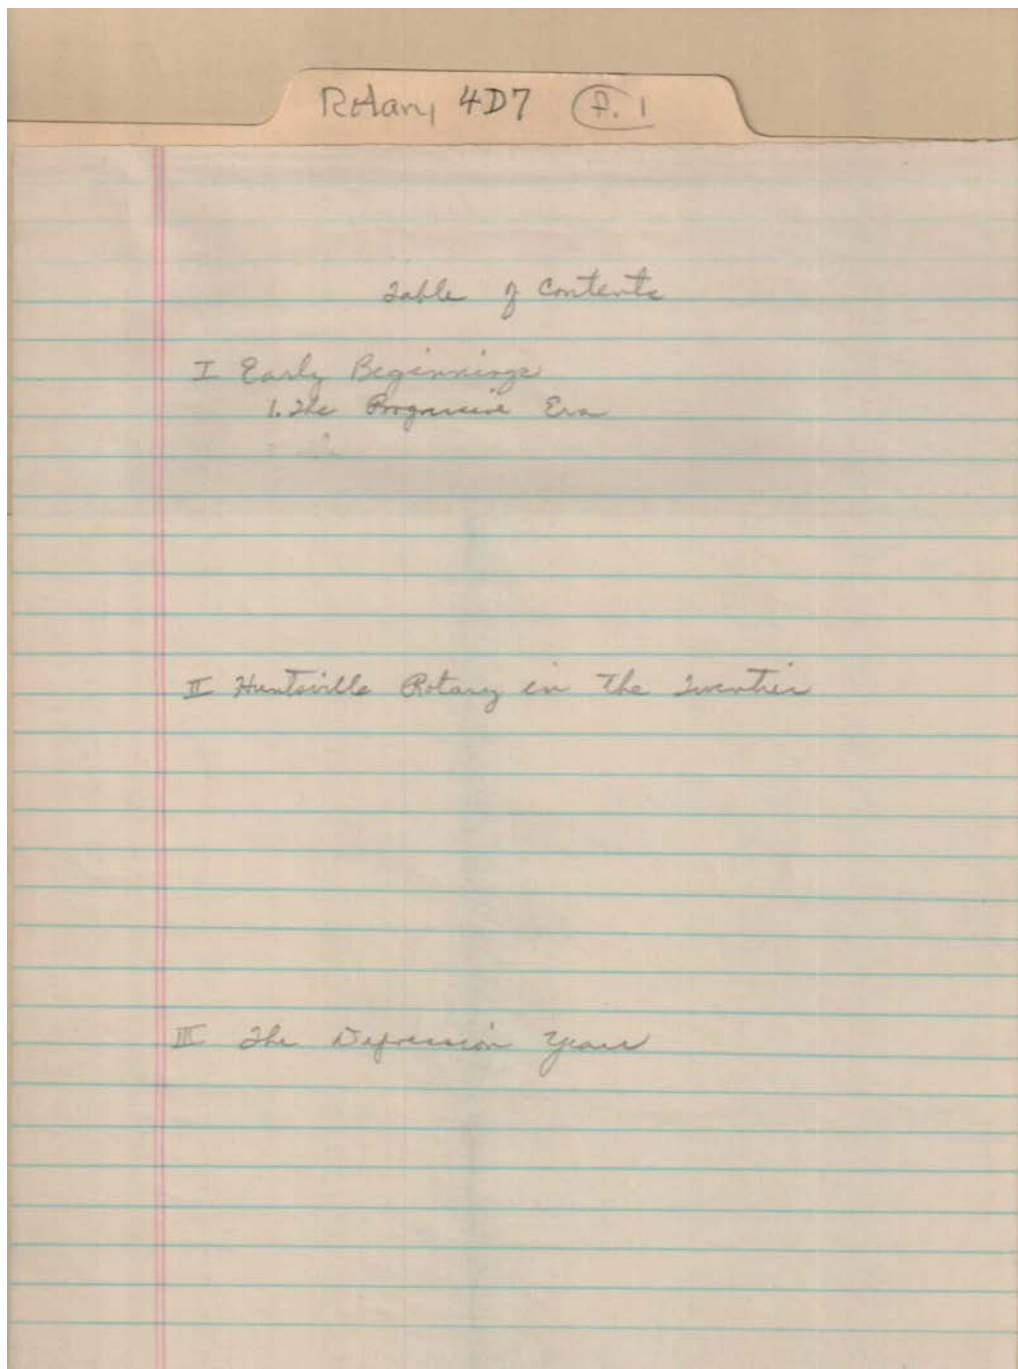 Rotary 4D7 P. 1
Table of Contents
I Early Beginnings
1. The Progressive Era
II Huntsville Rotary in The Twenties
III The Depression Years